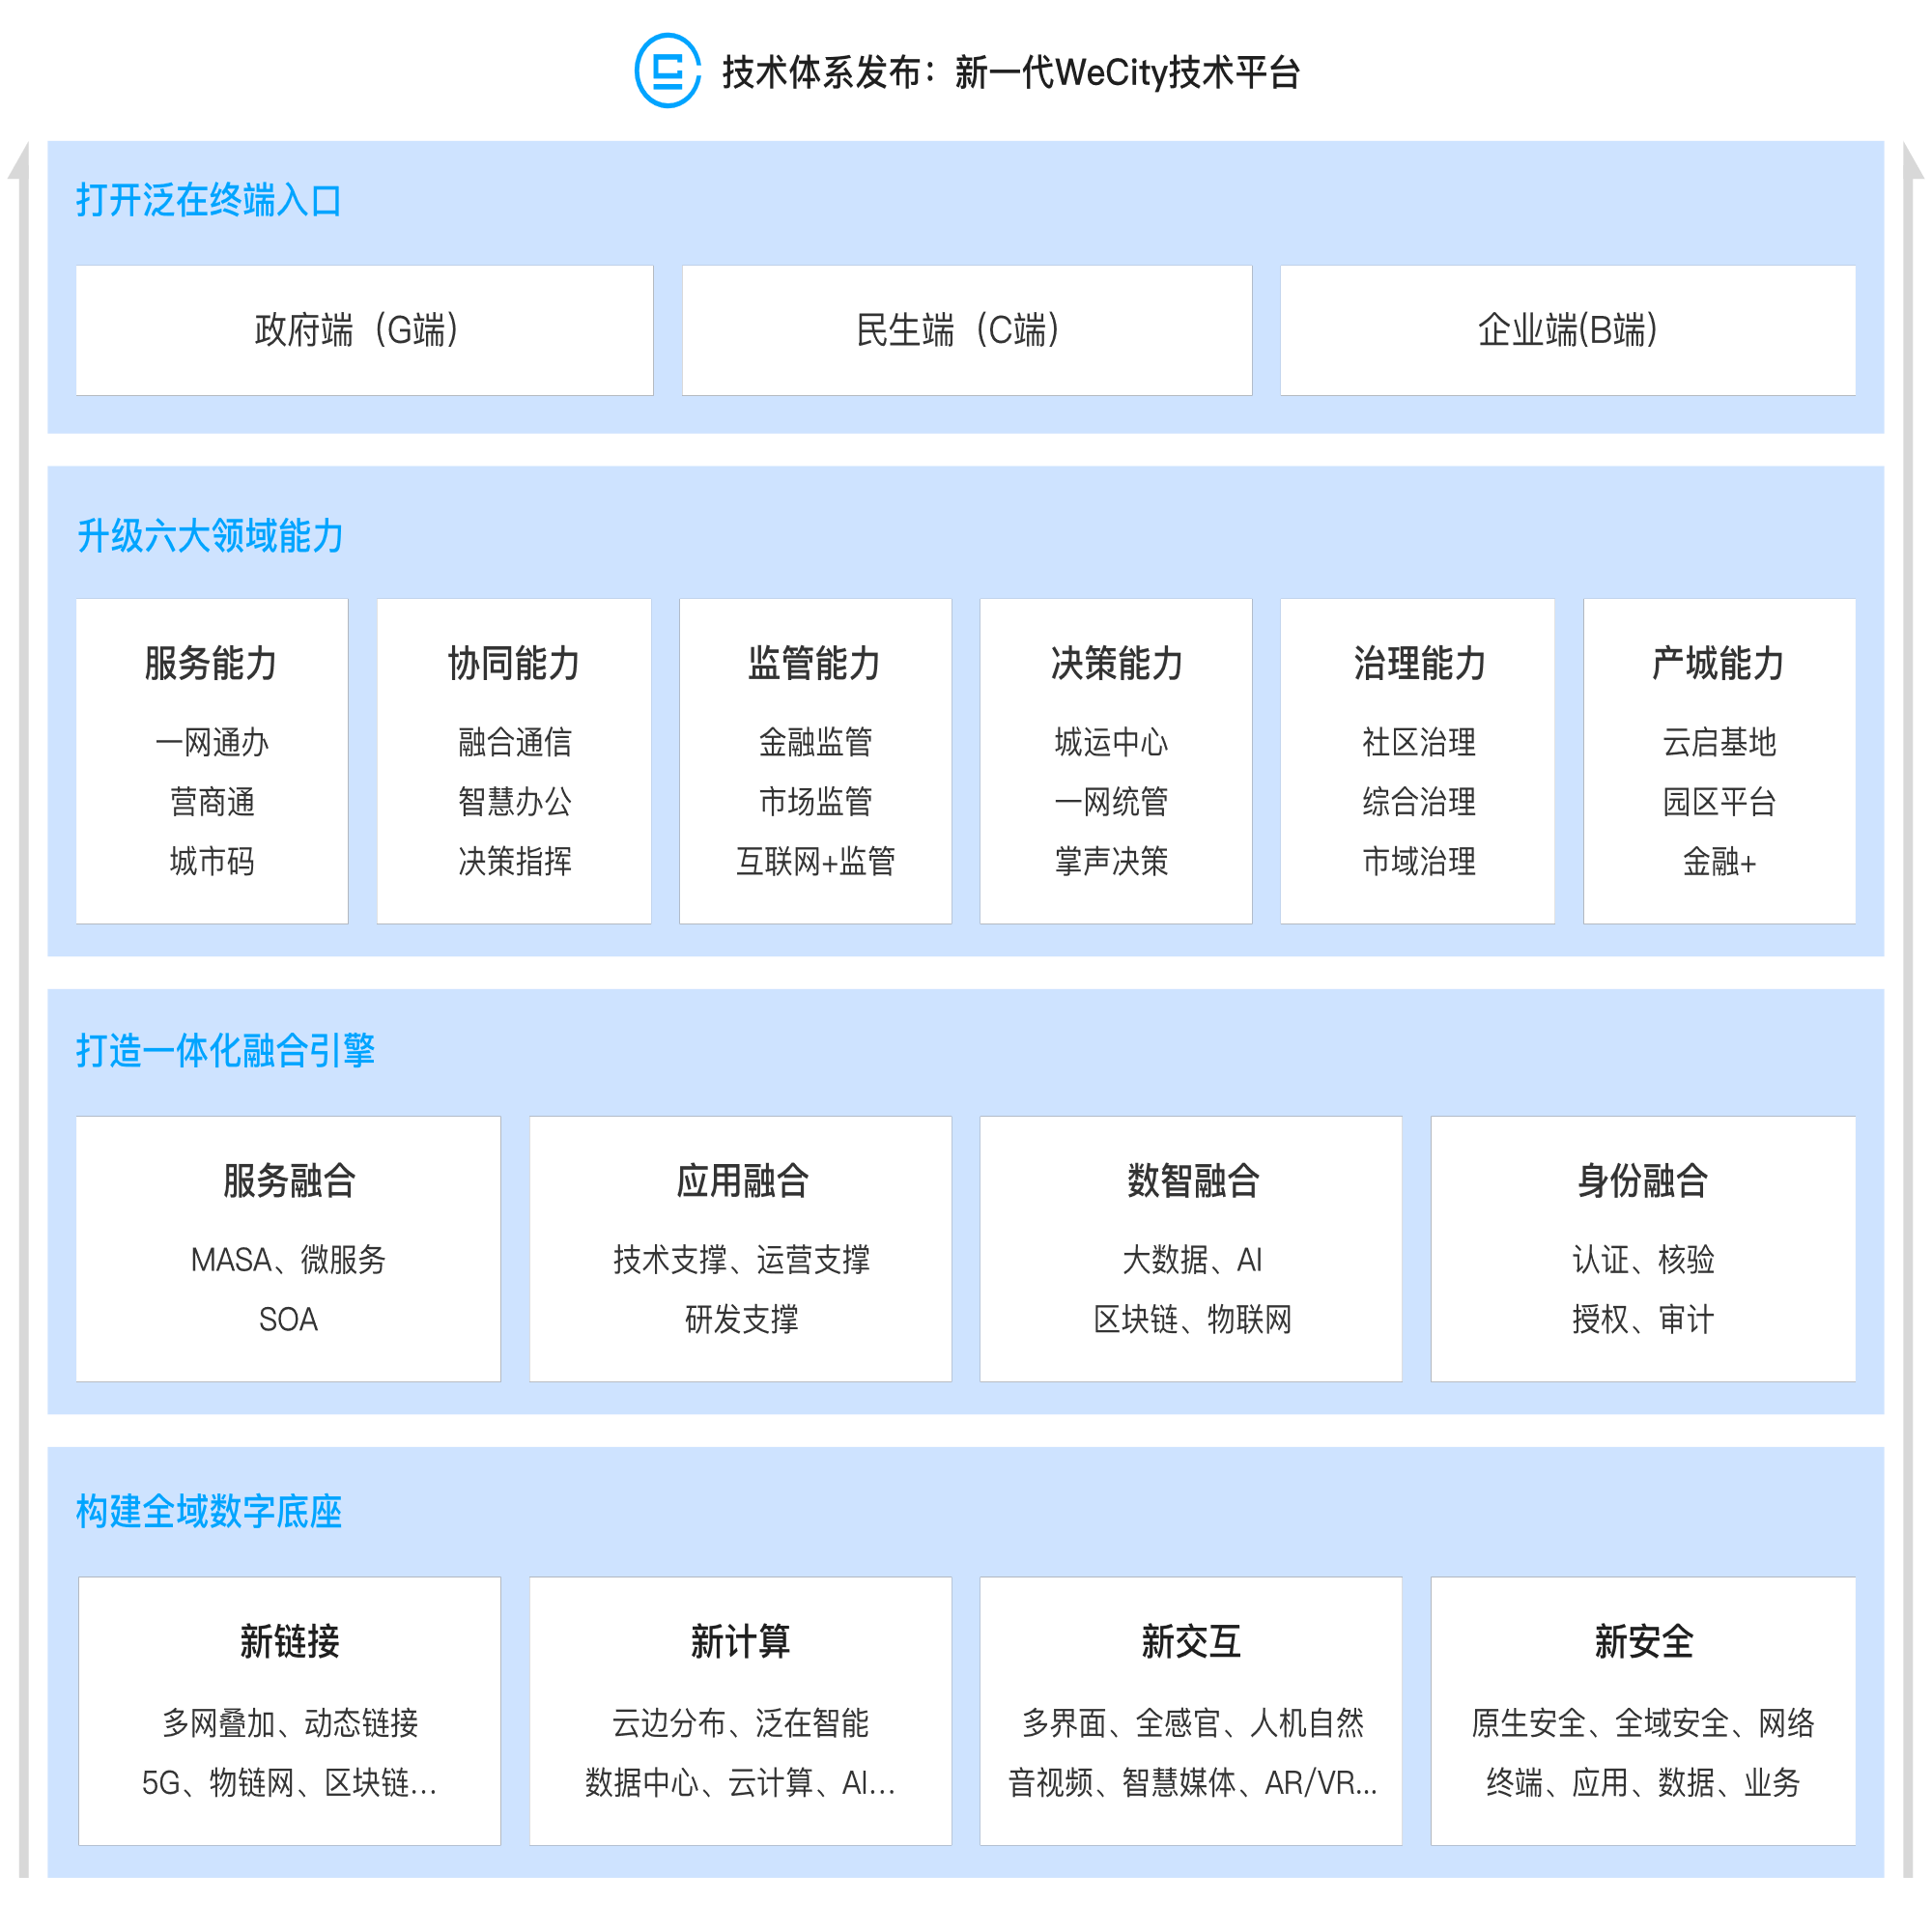 技术体系发布：新一代WeCity技术平台
打开泛在终端入口
政府端（G端）
民生端（C端）
企业端(B端)
升级六大领域能力
服务能力
一网通办
营商通
城市码
协同能力
融合通信
智慧办公
决策指挥
监管能力
金融监管
市场监管
互联网+监管
决策能力
城运中心
一网统管
掌声决策
治理能力
社区治理
综合治理
市域治理
产城能力
云启基地
园区平台
金融+
打造一体化融合引擎
服务融合
MASA、微服务
SOA
应用融合
技术支撑、运营支撑
研发支撑
数智融合
大数据、AI
区块链、物联网
身份融合
认证、核验
授权、审计
构建全域数字底座
新链接
多网叠加、动态链接
5G、物链网、区块链…
新计算
云边分布、泛在智能
数据中心、云计算、AI…
新交互
多界面、全感官、人机自然
音视频、智慧媒体、AR/VR...
新安全
原生安全、全域安全、网络
终端、应用、数据、业务